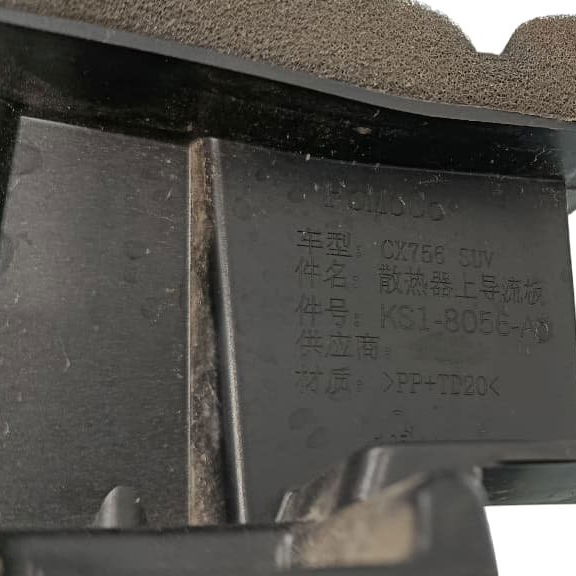 车型: CX756 SUV
件名: 散热器上导流板
件号: KS1-8056-A5
供应商:
材质: >PP+TD20<